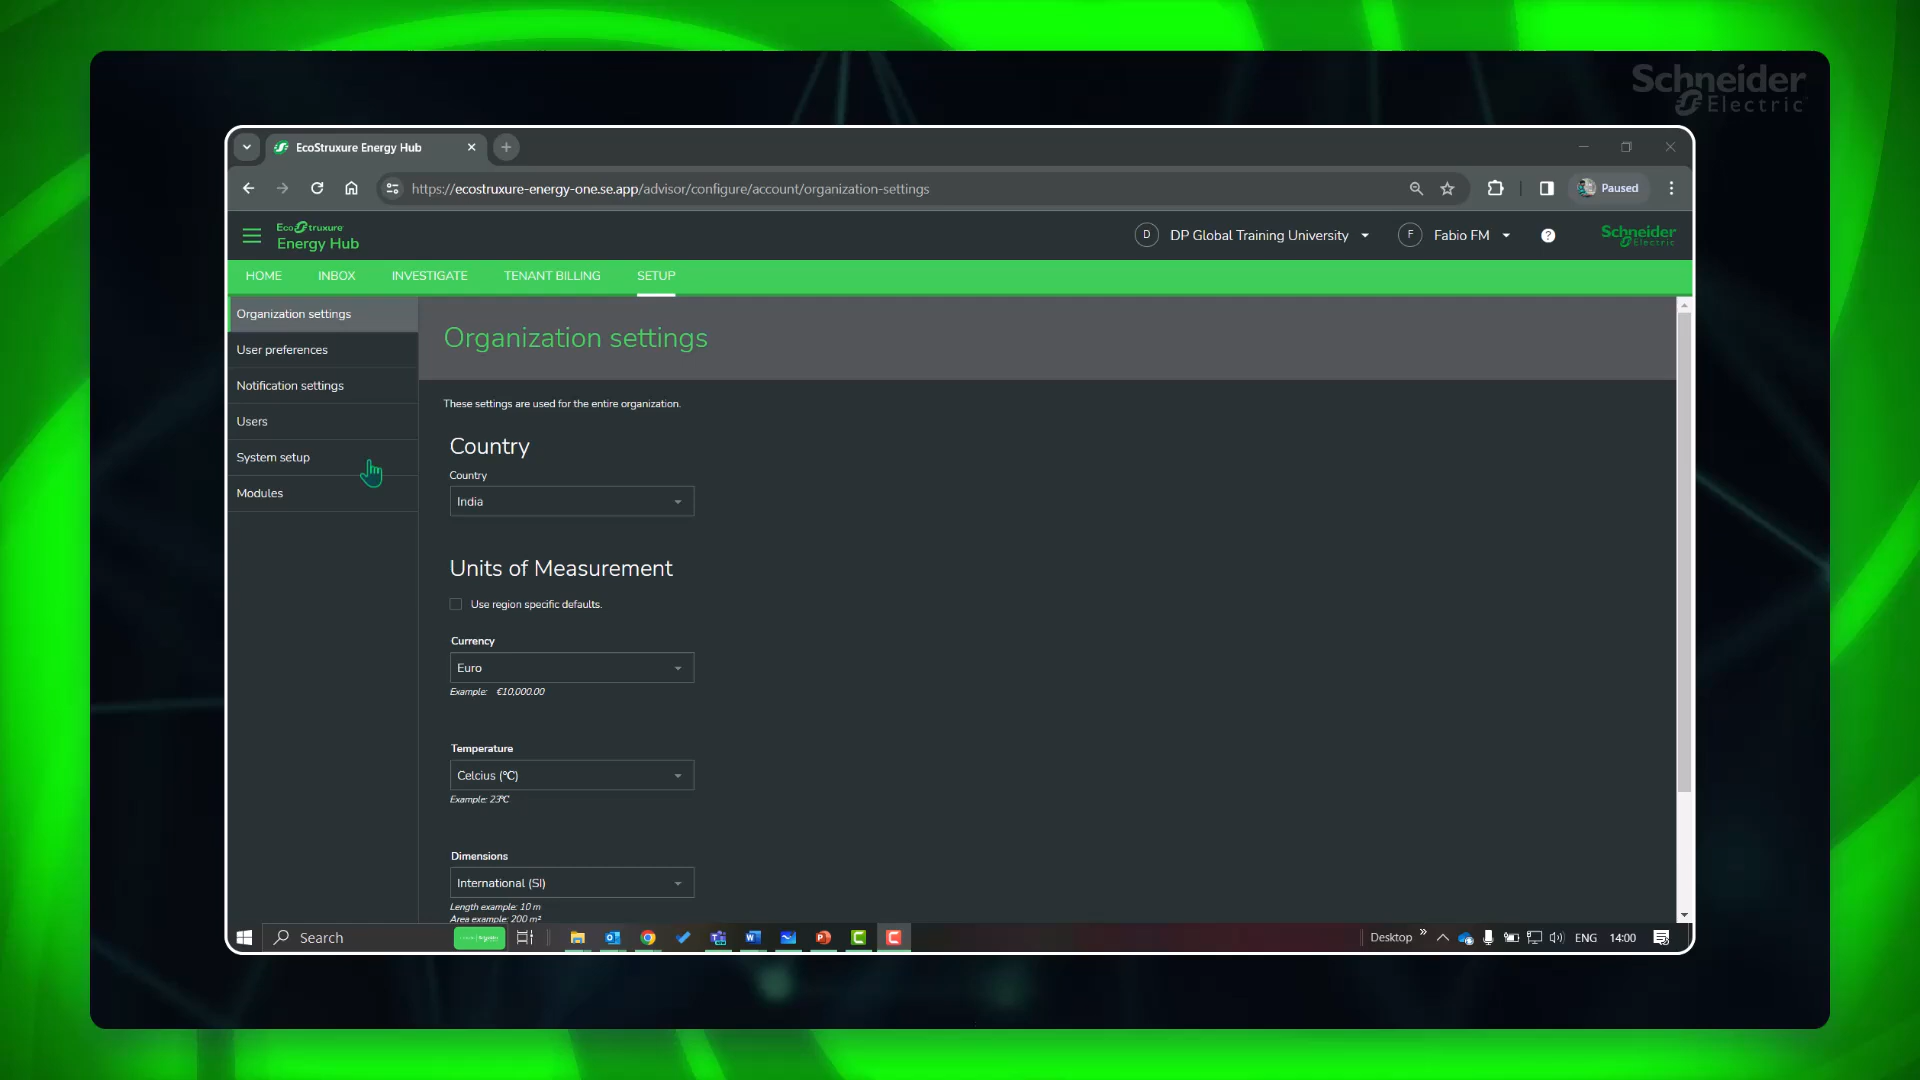 Schneider
Electric
EcoStruxure Energy Hub
https://ecostruxure-energy-one.se.app/advisor/configure/account/organization-settings
Paused
EcoStruxure
Energy Hub
D DP Global Training University
F Fabio FM
Schneider
Electric
HOME INBOX INVESTIGATE TENANT BILLING SETUP
Organization settings
User preferences
Notification settings
Users
System setup
Modules
Organization settings
These settings are used for the entire organization.
Country
Country
India
Units of Measurement
Use region specific defaults.
Currency
Euro
Example: €10,000.00
Temperature
Celcius (°C)
Example: 23°C
Dimensions
International (SI)
Length example: 10 m
Area example: 200 m²
Search
Desktop
ENG
14:00